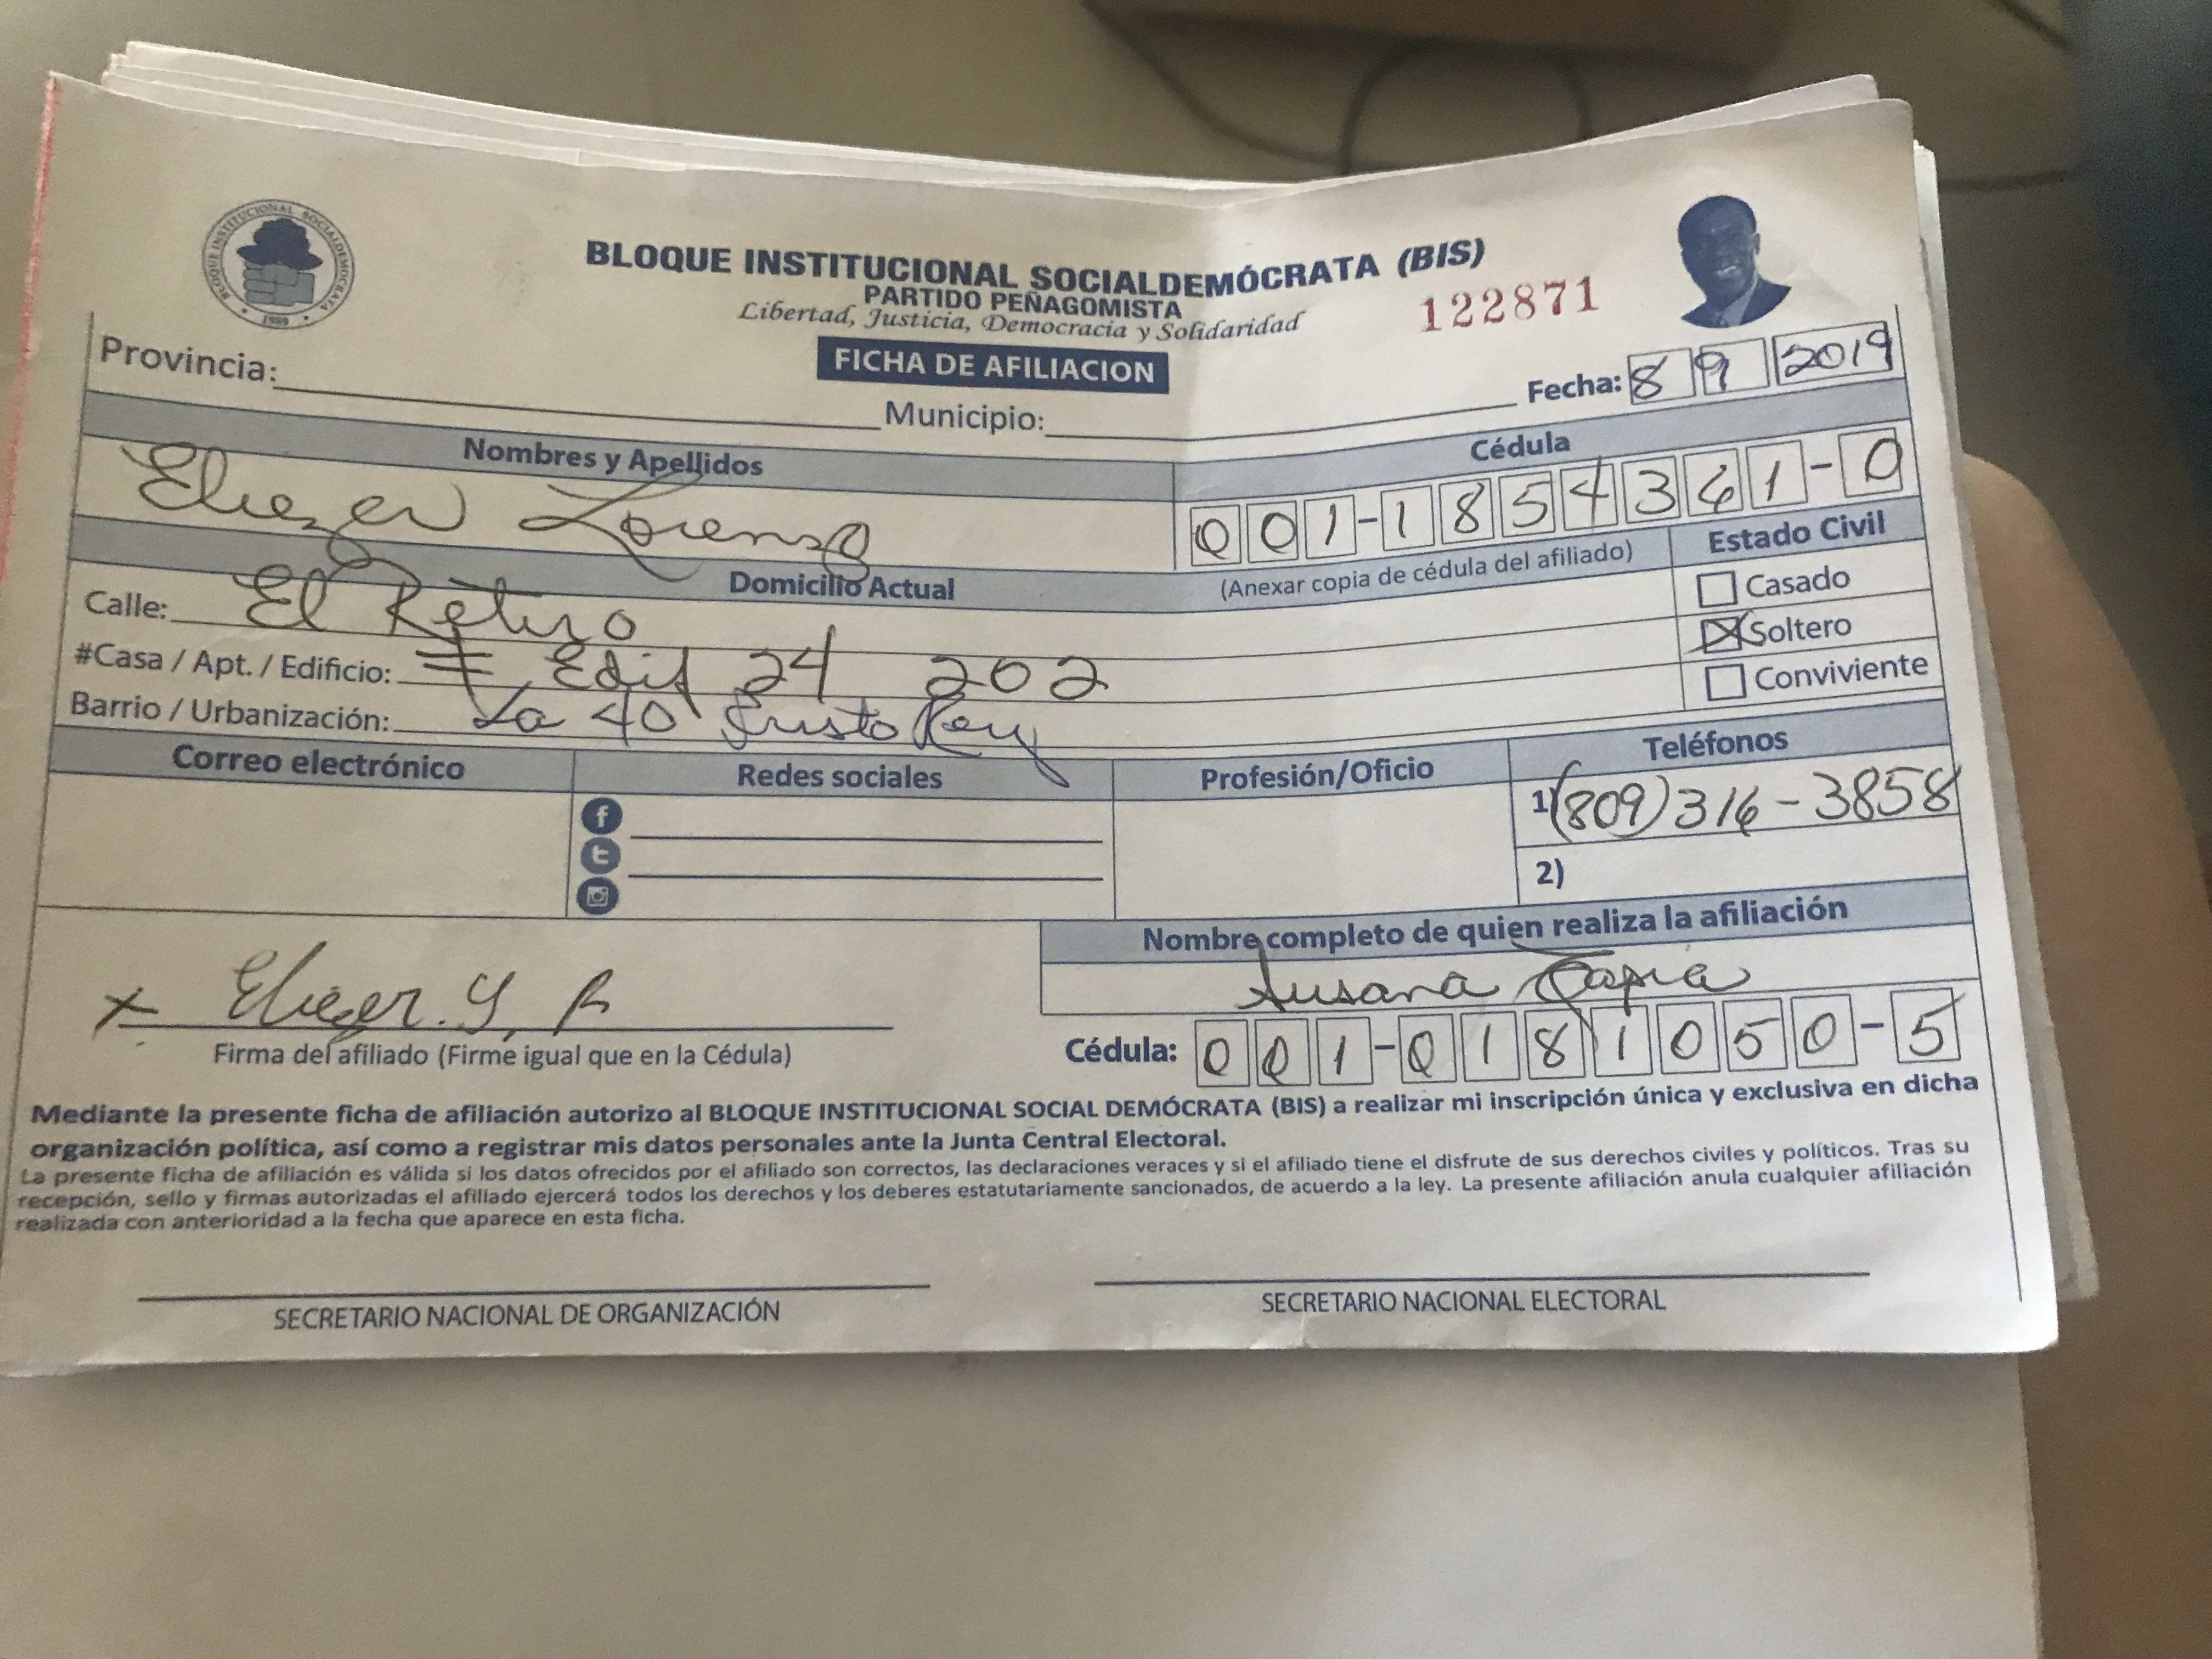 BLOQUE INSTITUCIONAL SOCIALDEMOCRATA
1989
BLOQUE INSTITUCIONAL SOCIALDEMÓCRATA (BIS)
PARTIDO PEÑAGOMISTA
Libertad, Justicia, Democracia y Solidaridad
122871
FICHA DE AFILIACION
Fecha: 8 9 2019
Provincia: Municipio:
Nombres y Apellidos Cédula
Eliezer Lorenzo 001-1854361-0
Domicilio Actual (Anexar copia de cédula del afiliado) Estado Civil
Calle: El Retiro Casado
#Casa / Apt. / Edificio: Edif 24 202 Soltero
Barrio / Urbanización: La 40 Cristo Rey Conviviente
Correo electrónico Redes sociales Profesión/Oficio Teléfonos
1) (809) 316-3858
2)
Nombre completo de quien realiza la afiliación
Susana Tapia
Eliezer. Y,
Firma del afiliado (Firme igual que en la Cédula) Cédula: 001-0181050-5
Mediante la presente ficha de afiliación autorizo al BLOQUE INSTITUCIONAL SOCIAL DEMÓCRATA (BIS) a realizar mi inscripción única y exclusiva en dicha
organización política, así como a registrar mis datos personales ante la Junta Central Electoral.
La presente ficha de afiliación es válida si los datos ofrecidos por el afiliado son correctos, las declaraciones veraces y si el afiliado tiene el disfrute de sus derechos civiles y políticos. Tras su
recepción, sello y firmas autorizadas el afiliado ejercerá todos los derechos y los deberes estatutariamente sancionados, de acuerdo a la ley. La presente afiliación anula cualquier afiliación
realizada con anterioridad a la fecha que aparece en esta ficha.
SECRETARIO NACIONAL DE ORGANIZACIÓN SECRETARIO NACIONAL ELECTORAL